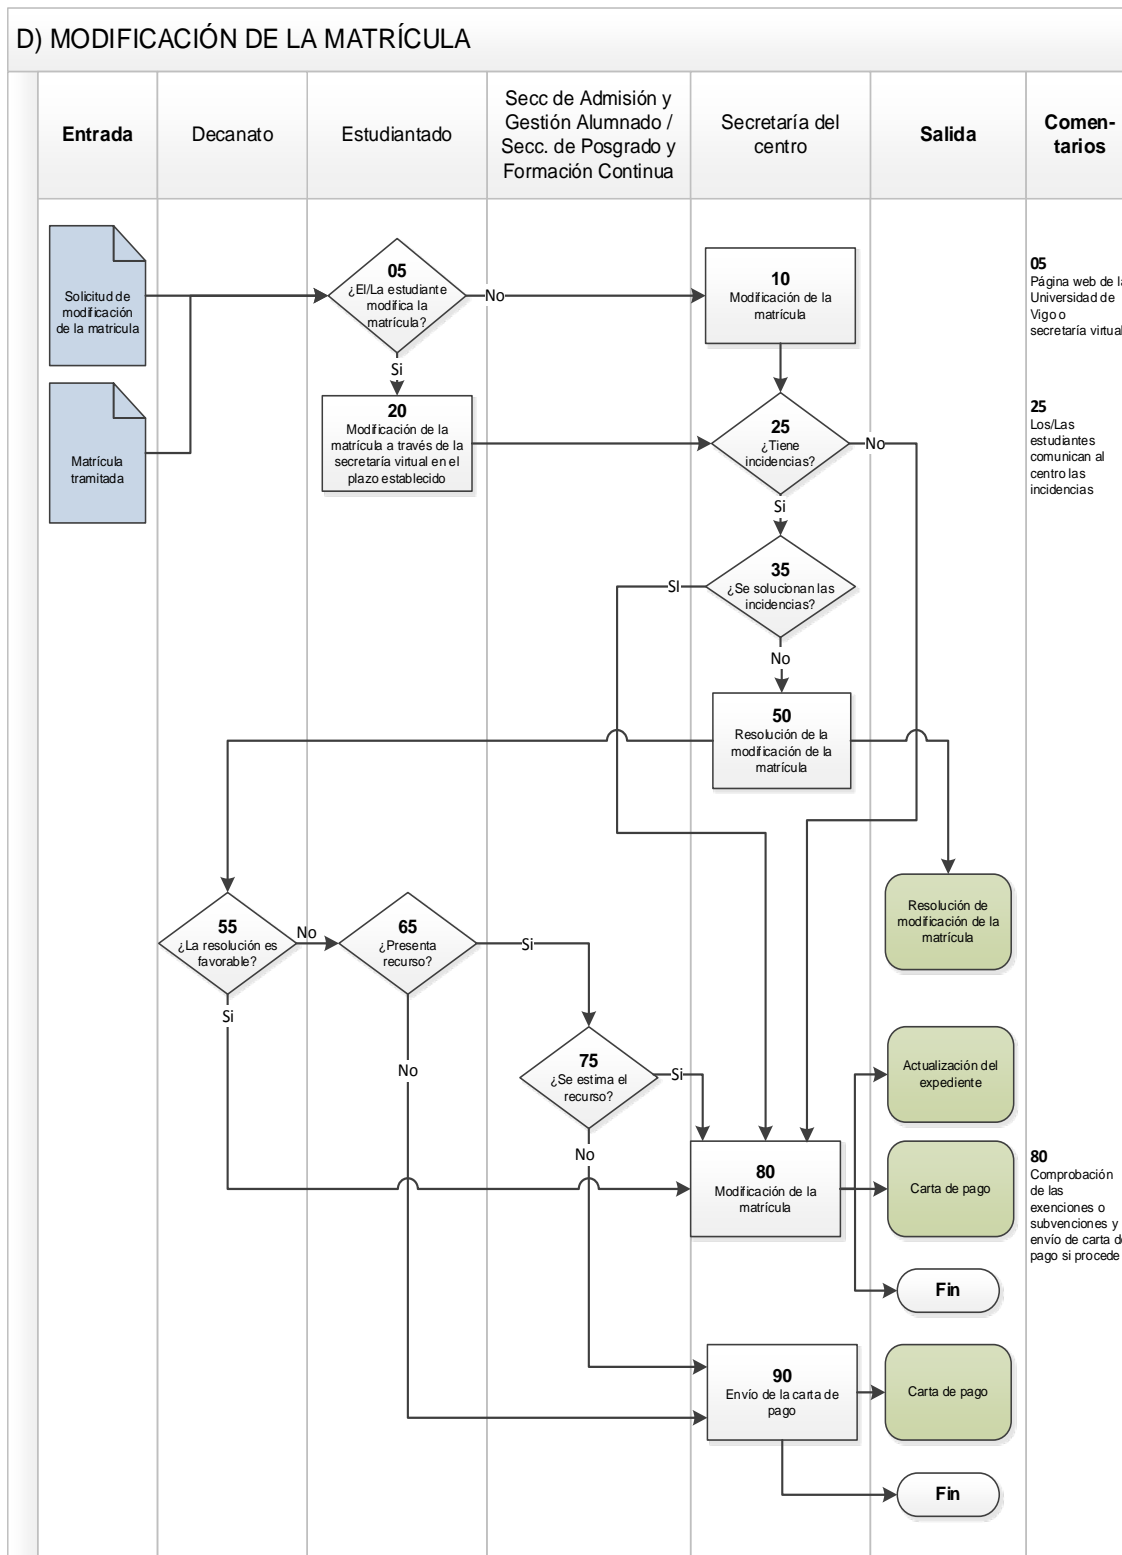 D) MODIFICACIÓN DE LA MATRÍCULA
Entrada
Decanato
Estudiantado
Secc de Admisión y
Gestión Alumnado /
Secc. de Posgrado y
Formación Continua
Secretaría del
centro
Salida
Comen-
tarios
Solicitud de
modificación
de la matricula
Matrícula
tramitada
05
¿El/La estudiante
modifica la
matrícula?
No
Si
10
Modificación de la
matrícula
05
Página web de la
Universidad de
Vigo o
secretaría virtual
20
Modificación de la
matrícula a través de la
secretaría virtual en el
plazo establecido
25
¿Tiene
incidencias?
No
Si
25
Los/Las
estudiantes
comunican al
centro las
incidencias
35
¿Se solucionan las
incidencias?
SI
No
50
Resolución de la
modificación de la
matrícula
Resolución de
modificación de la
matrícula
55
¿La resolución es
favorable?
No
Si
65
¿Presenta
recurso?
Si
No
75
¿Se estima el
recurso?
Si
No
Actualización del
expediente
80
Modificación de la
matrícula
Carta de pago
80
Comprobación
de las
exenciones o
subvenciones y
envío de carta de
pago si procede
Fin
90
Envío de la carta de
pago
Carta de pago
Fin